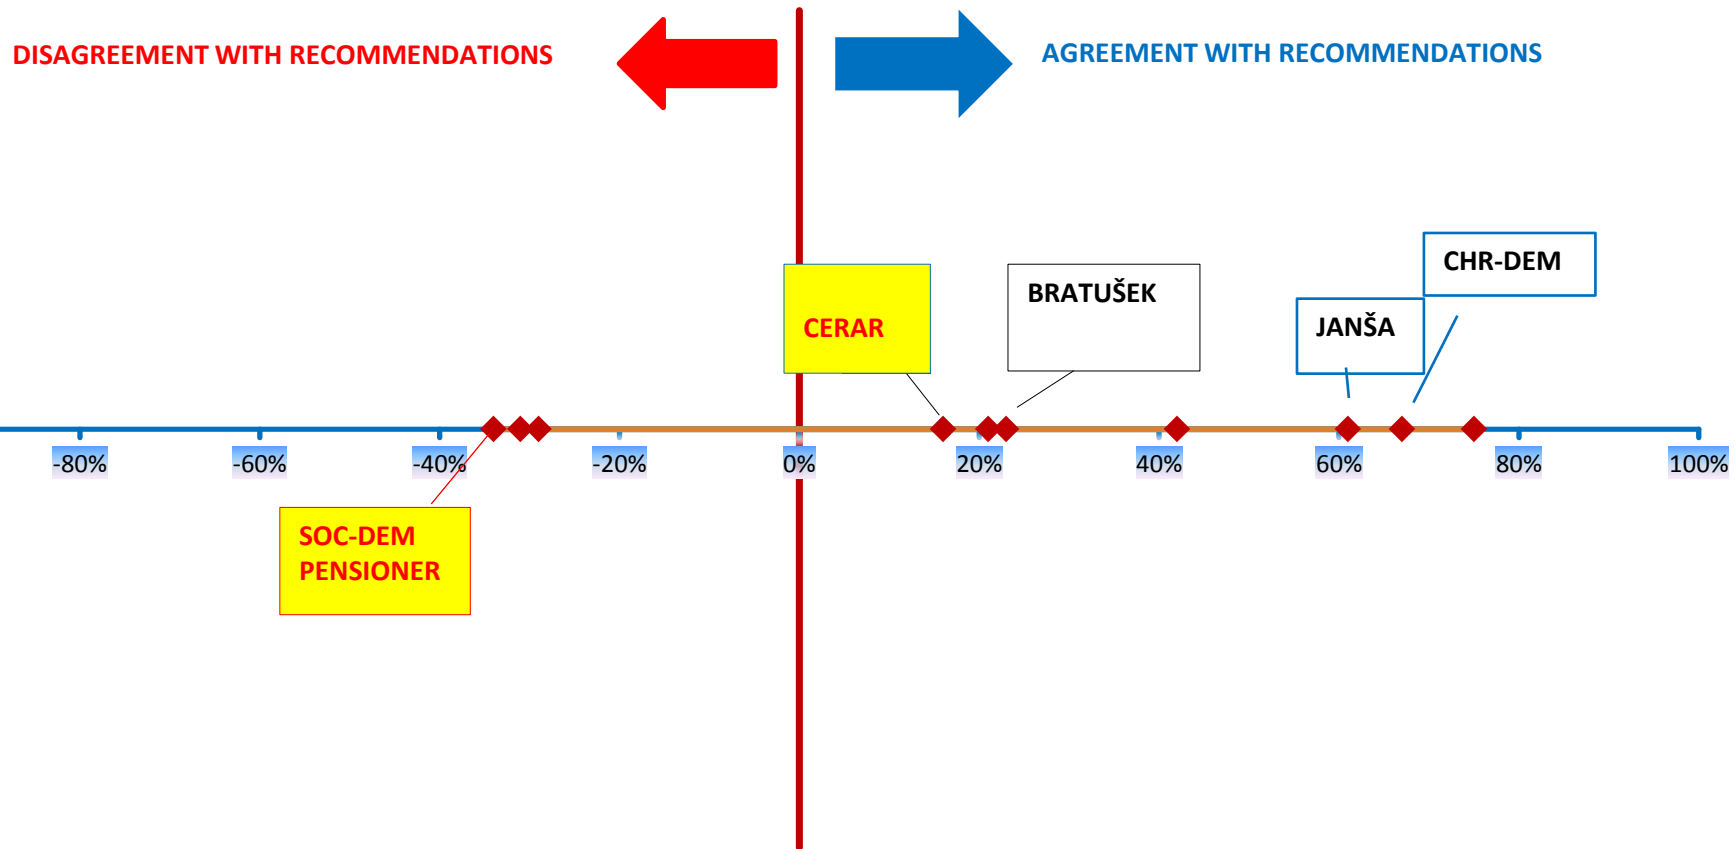 DISAGREEMENT WITH RECOMMENDATIONS
AGREEMENT WITH RECOMMENDATIONS
CHR-DEM
BRATUŠEK
JANŠA
CERAR
-80%
-60%
-40%
-20%
0%
20%
40%
60%
80%
100%
SOC-DEM
PENSIONER